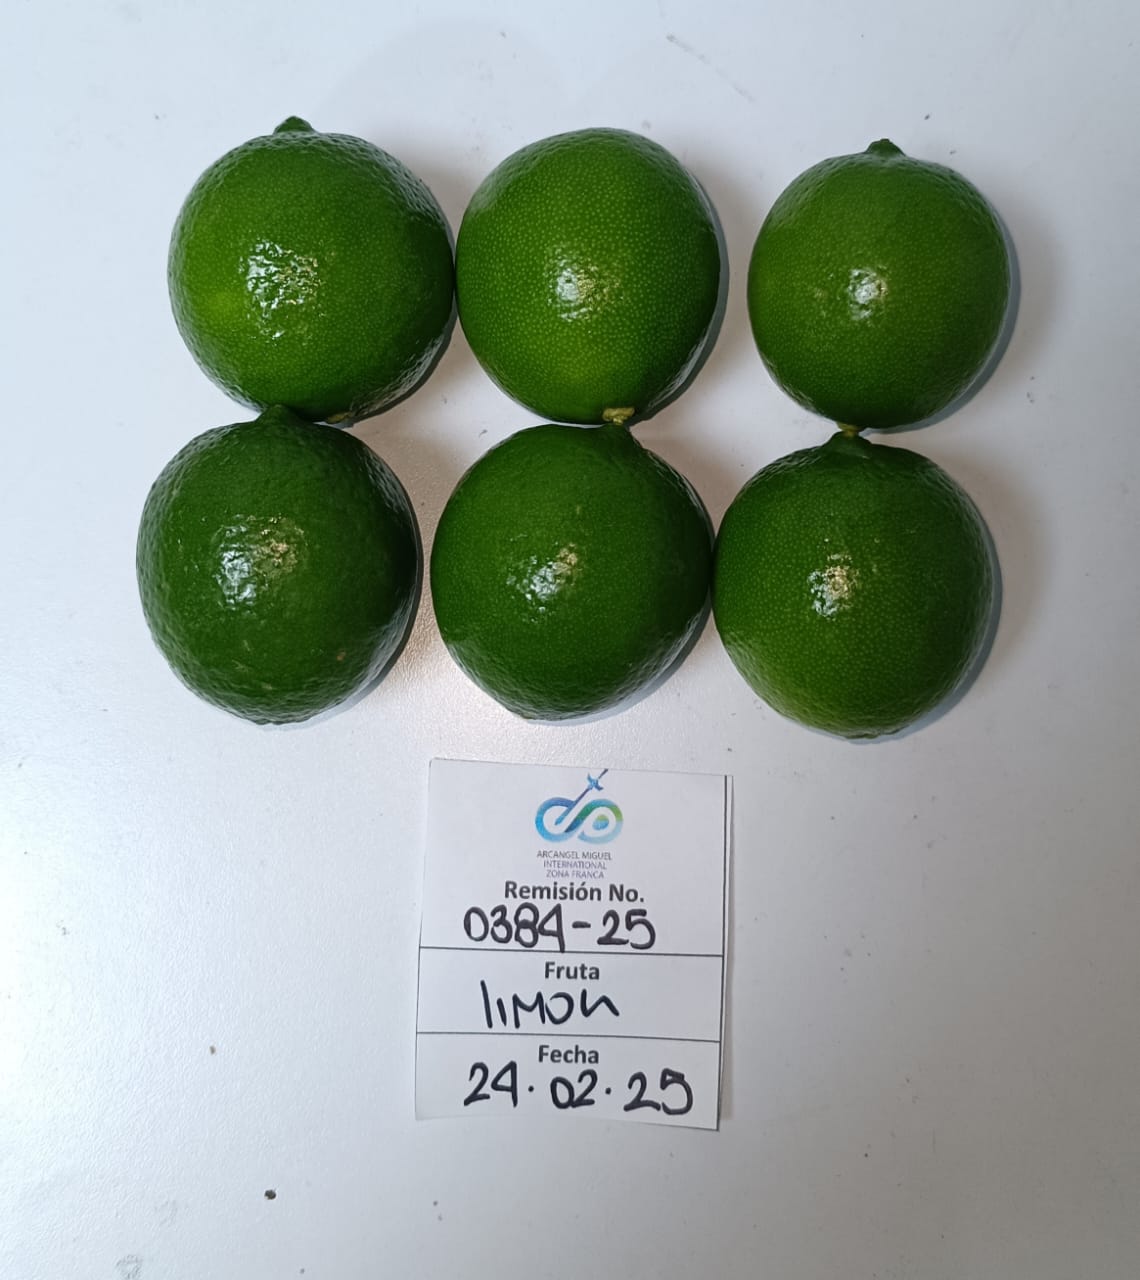 ARCANGEL MIGUEL
INTERNATIONAL
ZONA FRANCA
Remisión No.
0384-25
Fruta
limon
Fecha
24.02.25